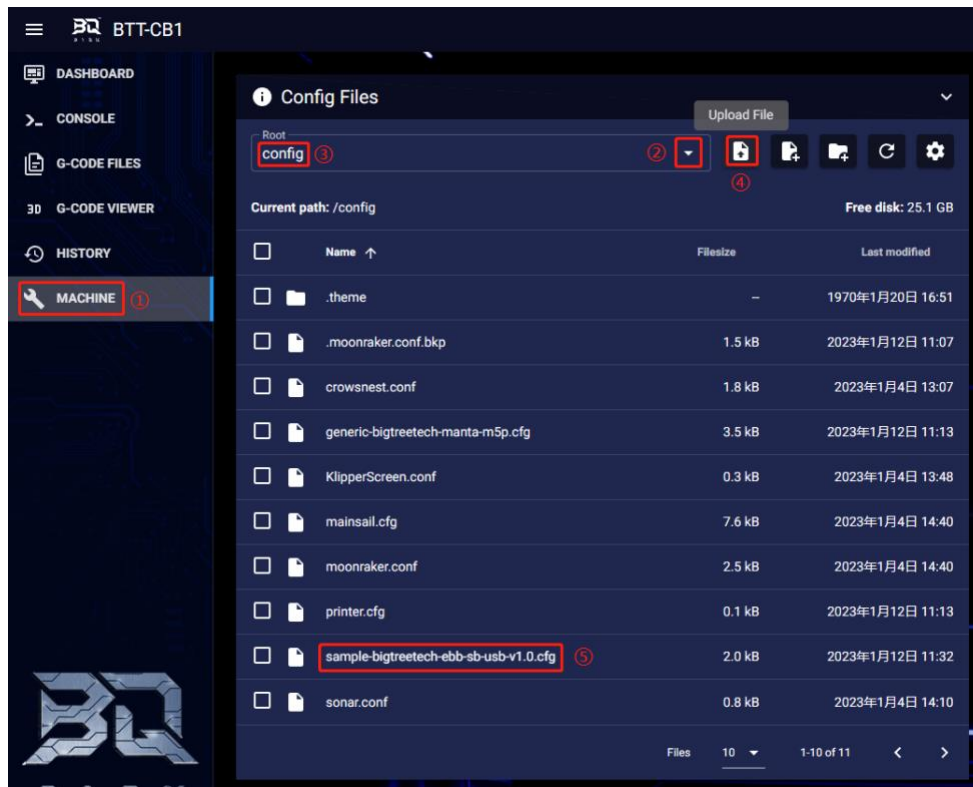 BTT-CB1
DASHBOARD
CONSOLE
G-CODE FILES
3D G-CODE VIEWER
HISTORY
MACHINE ①
Config Files
Upload File
Root
config ③ ②
④
Current path: /config Free disk: 25.1 GB
Name ↑ Filesize Last modified
.theme – 1970年1月20日 16:51
.moonraker.conf.bkp 1.5 kB 2023年1月12日 11:07
crowsnest.conf 1.8 kB 2023年1月4日 13:07
generic-bigtreetech-manta-m5p.cfg 3.5 kB 2023年1月12日 11:13
KlipperScreen.conf 0.3 kB 2023年1月4日 13:48
mainsail.cfg 7.6 kB 2023年1月4日 14:40
moonraker.conf 2.5 kB 2023年1月4日 14:40
printer.cfg 0.1 kB 2023年1月12日 11:13
sample-bigtreetech-ebb-sb-usb-v1.0.cfg ⑤ 2.0 kB 2023年1月12日 11:32
sonar.conf 0.8 kB 2023年1月4日 14:10
Files 10 1-10 of 11